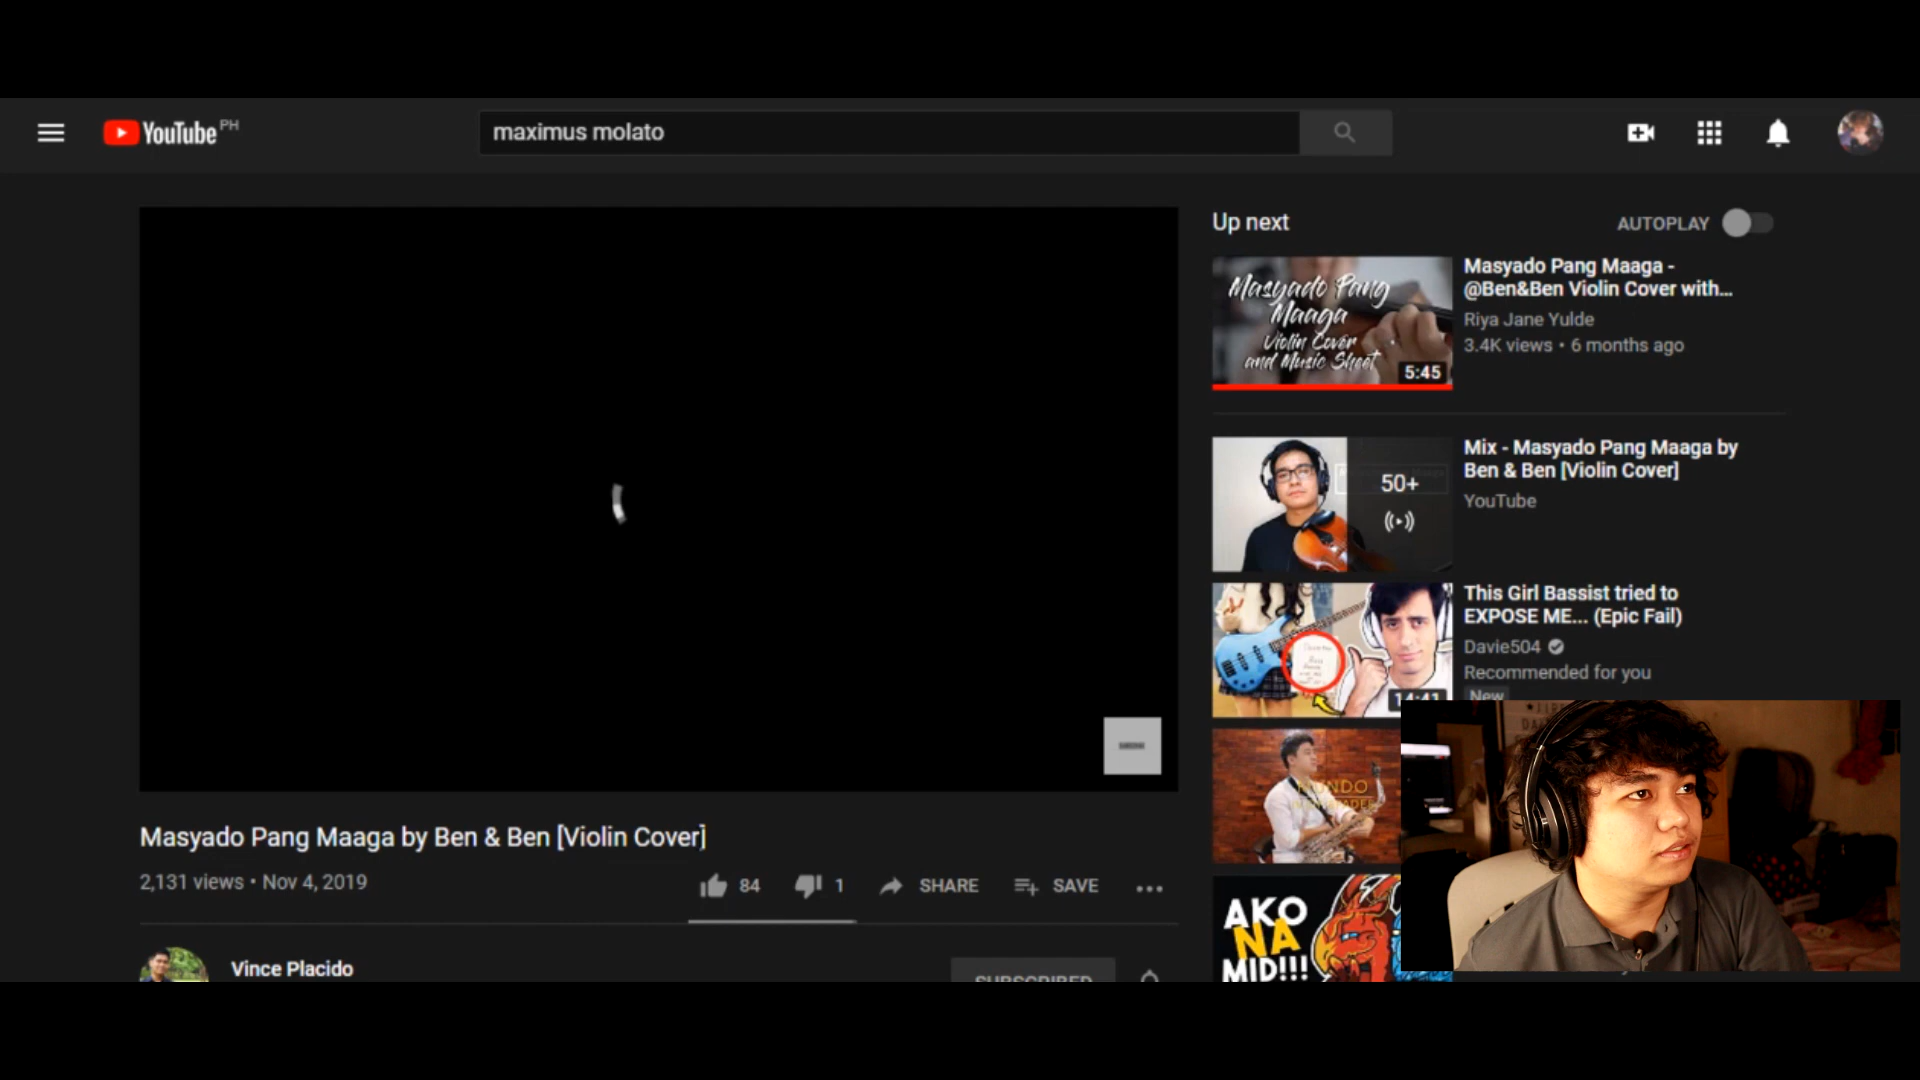 YouTube PH
maximus molato
Up next
AUTOPLAY
Masyado Pang
Maaga
Violin Cover
and Music Sheet
5:45
Masyado Pang Maaga -
@Ben&Ben Violin Cover with...
Riya Jane Yulde
3.4K views • 6 months ago
50+
Mix - Masyado Pang Maaga by
Ben & Ben [Violin Cover]
YouTube
This Girl Bassist tried to
EXPOSE ME... (Epic Fail)
Davie504
Recommended for you
New
14:41
AKO
NA
MID!!!
Masyado Pang Maaga by Ben & Ben [Violin Cover]
2,131 views • Nov 4, 2019
84
1
SHARE
SAVE
Vince Placido
SUBSCRIBED